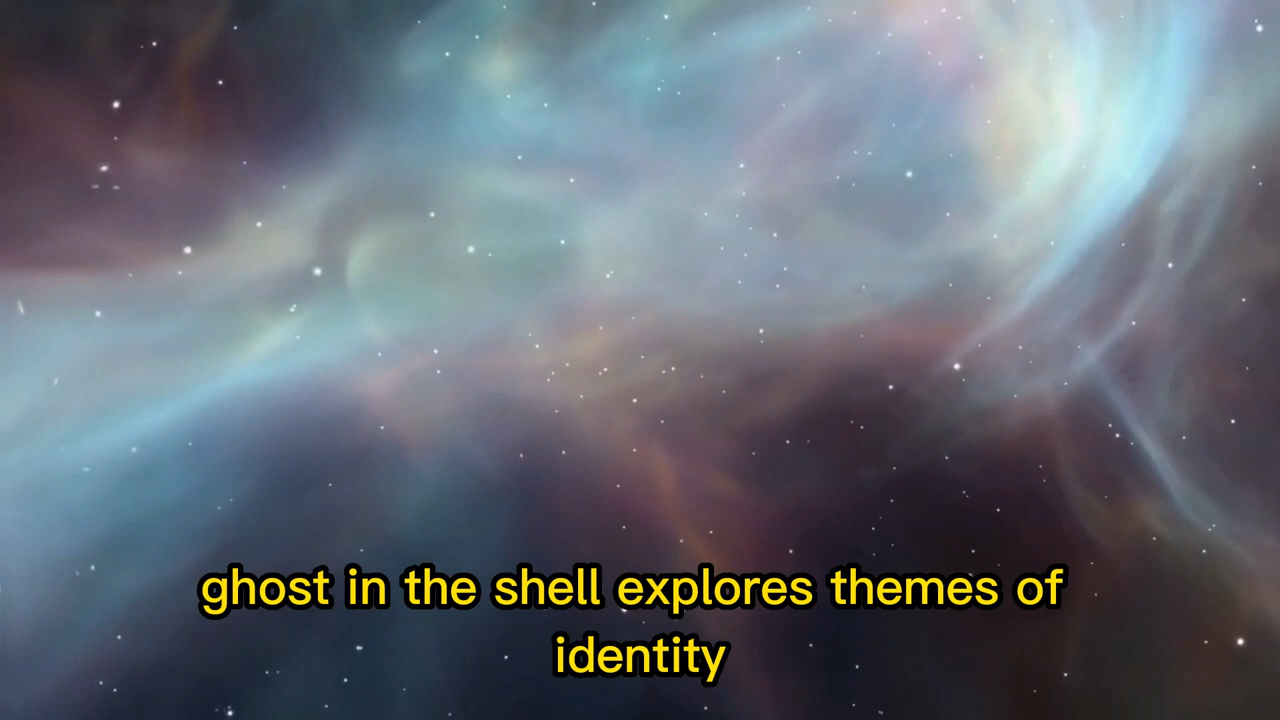 ghost in the shell explores themes of
identity